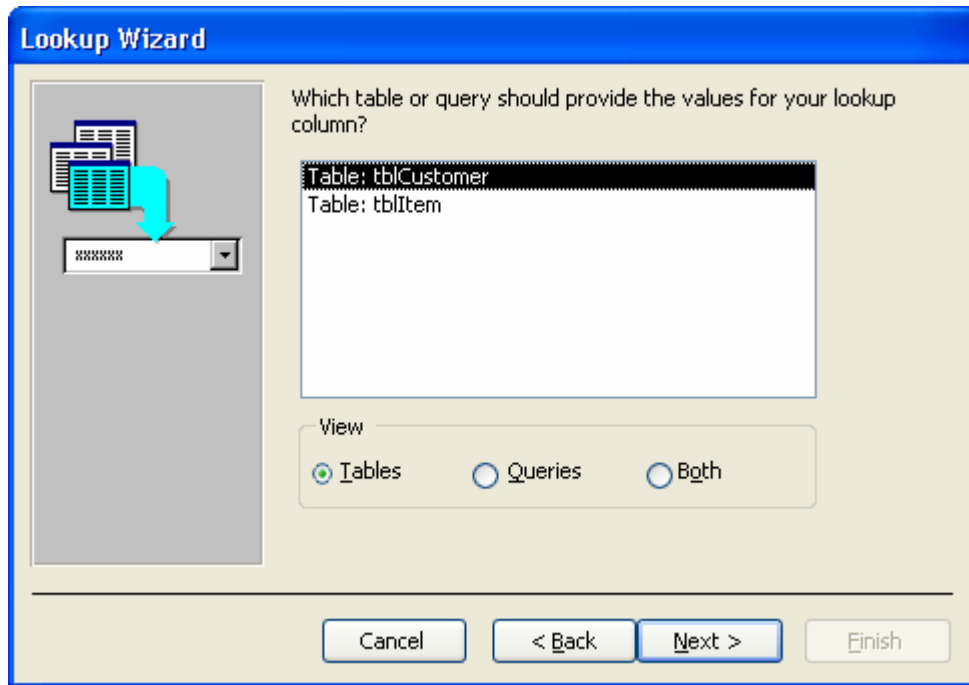 Lookup Wizard
Which table or query should provide the values for your lookup
column?
Table: tblCustomer
Table: tblItem
xxxxxx
View
Tables
Queries
Both
Cancel
< Back
Next >
Finish